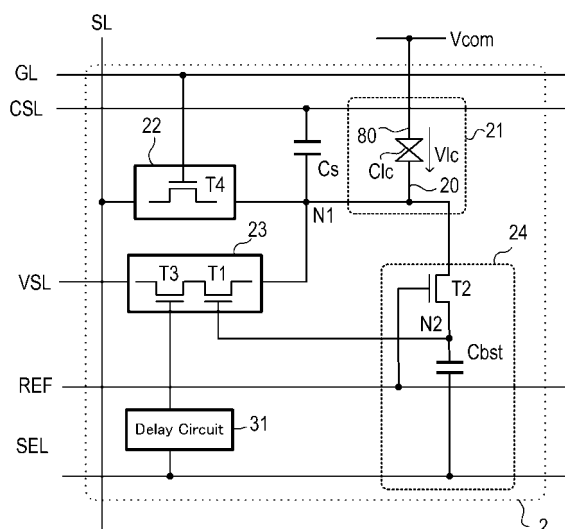 SL
Vcom
GL
CSL
22
80
21
Vlc
Clc
Cs
T4
20
N1
23
24
VSL
T3
T1
T2
N2
Cbst
REF
Delay Circuit
31
SEL
2